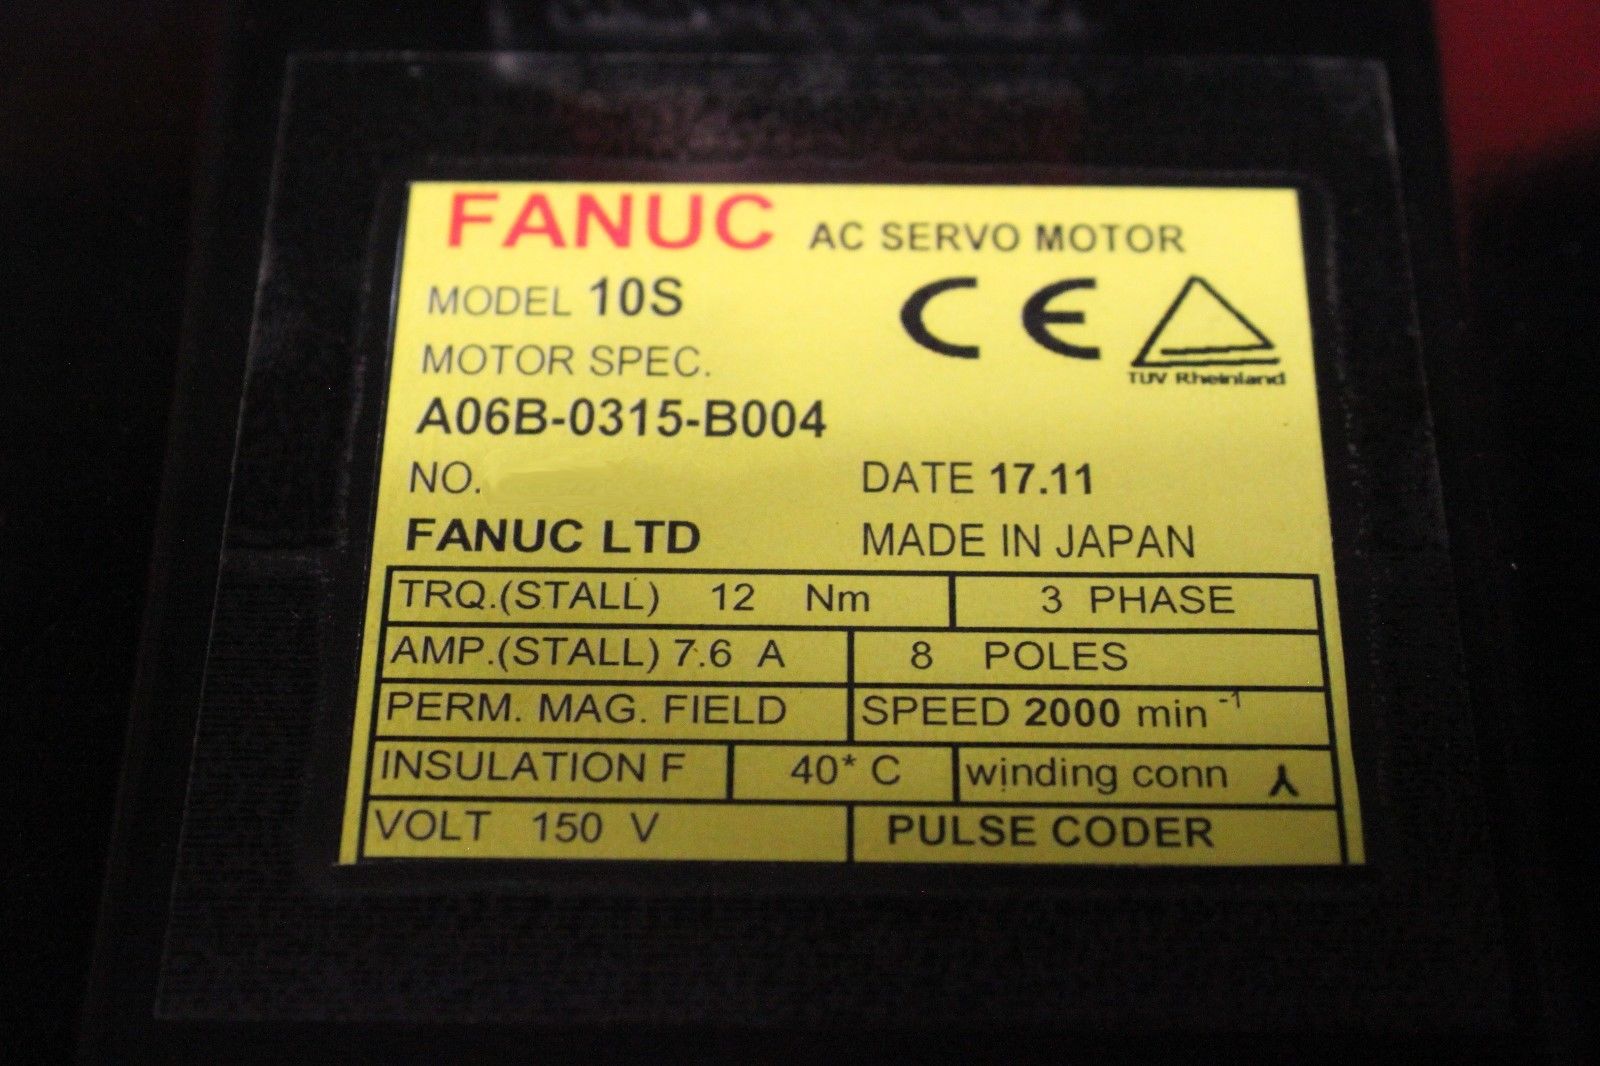 FANUC AC SERVO MOTOR
MODEL 10S
CE
TUV Rheinland
MOTOR SPEC.
A06B-0315-B004
NO. DATE 17.11
FANUC LTD MADE IN JAPAN
TRQ.(STALL) 12 Nm 3 PHASE
AMP.(STALL) 7.6 A 8 POLES
PERM. MAG. FIELD SPEED 2000 min -1
INSULATION F 40* C winding conn
VOLT 150 V PULSE CODER